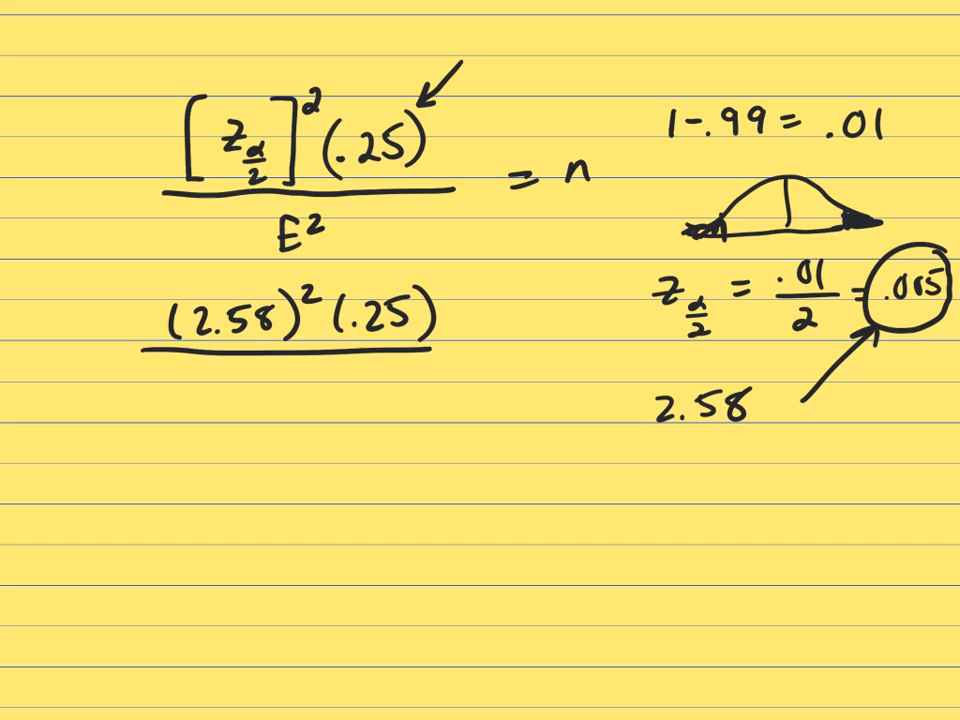 [Z α/2]² (.25)
E²
= n
(2.58)² (.25)
1-.99 = .01
Z α/2 = .01/2 = .005
2.58